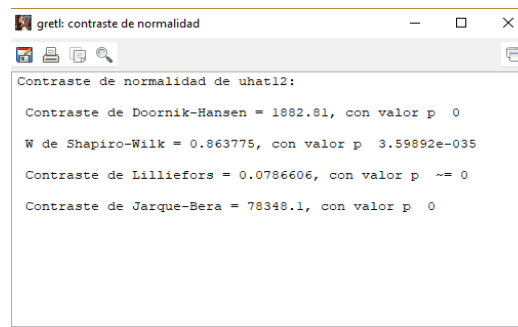 gretl: contraste de normalidad
Contraste de normalidad de uhat12:
Contraste de Doornik-Hansen = 1882.81, con valor p 0
W de Shapiro-Wilk = 0.863775, con valor p 3.59892e-035
Contraste de Lilliefors = 0.0786606, con valor p ~= 0
Contraste de Jarque-Bera = 78348.1, con valor p 0